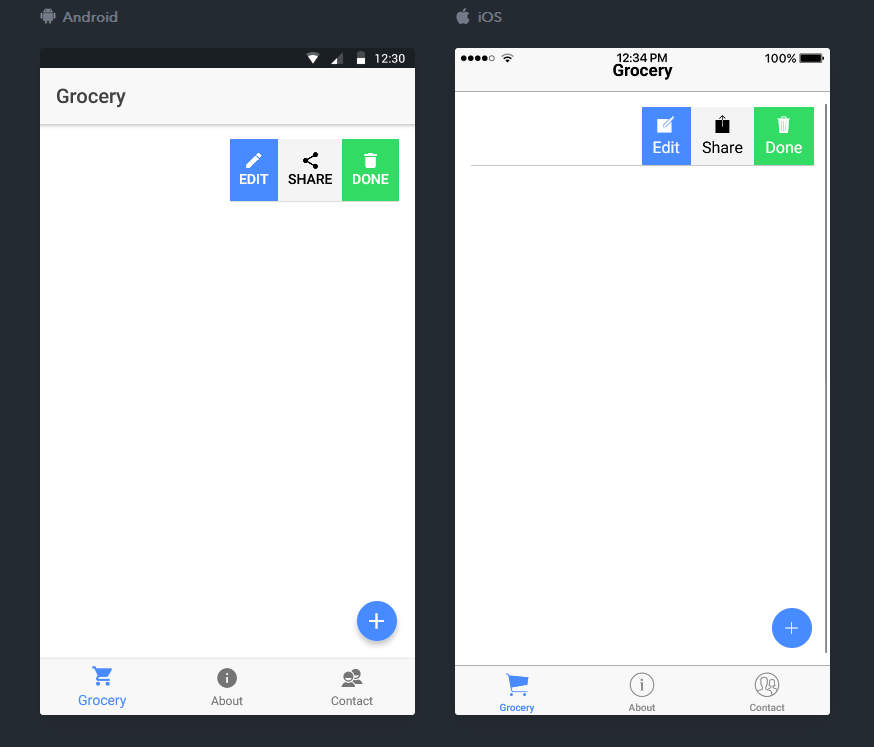 Android
12:30
Grocery
EDIT SHARE DONE
Grocery About Contact
iOS
12:34 PM 100%
Grocery
Edit Share Done
Grocery About Contact